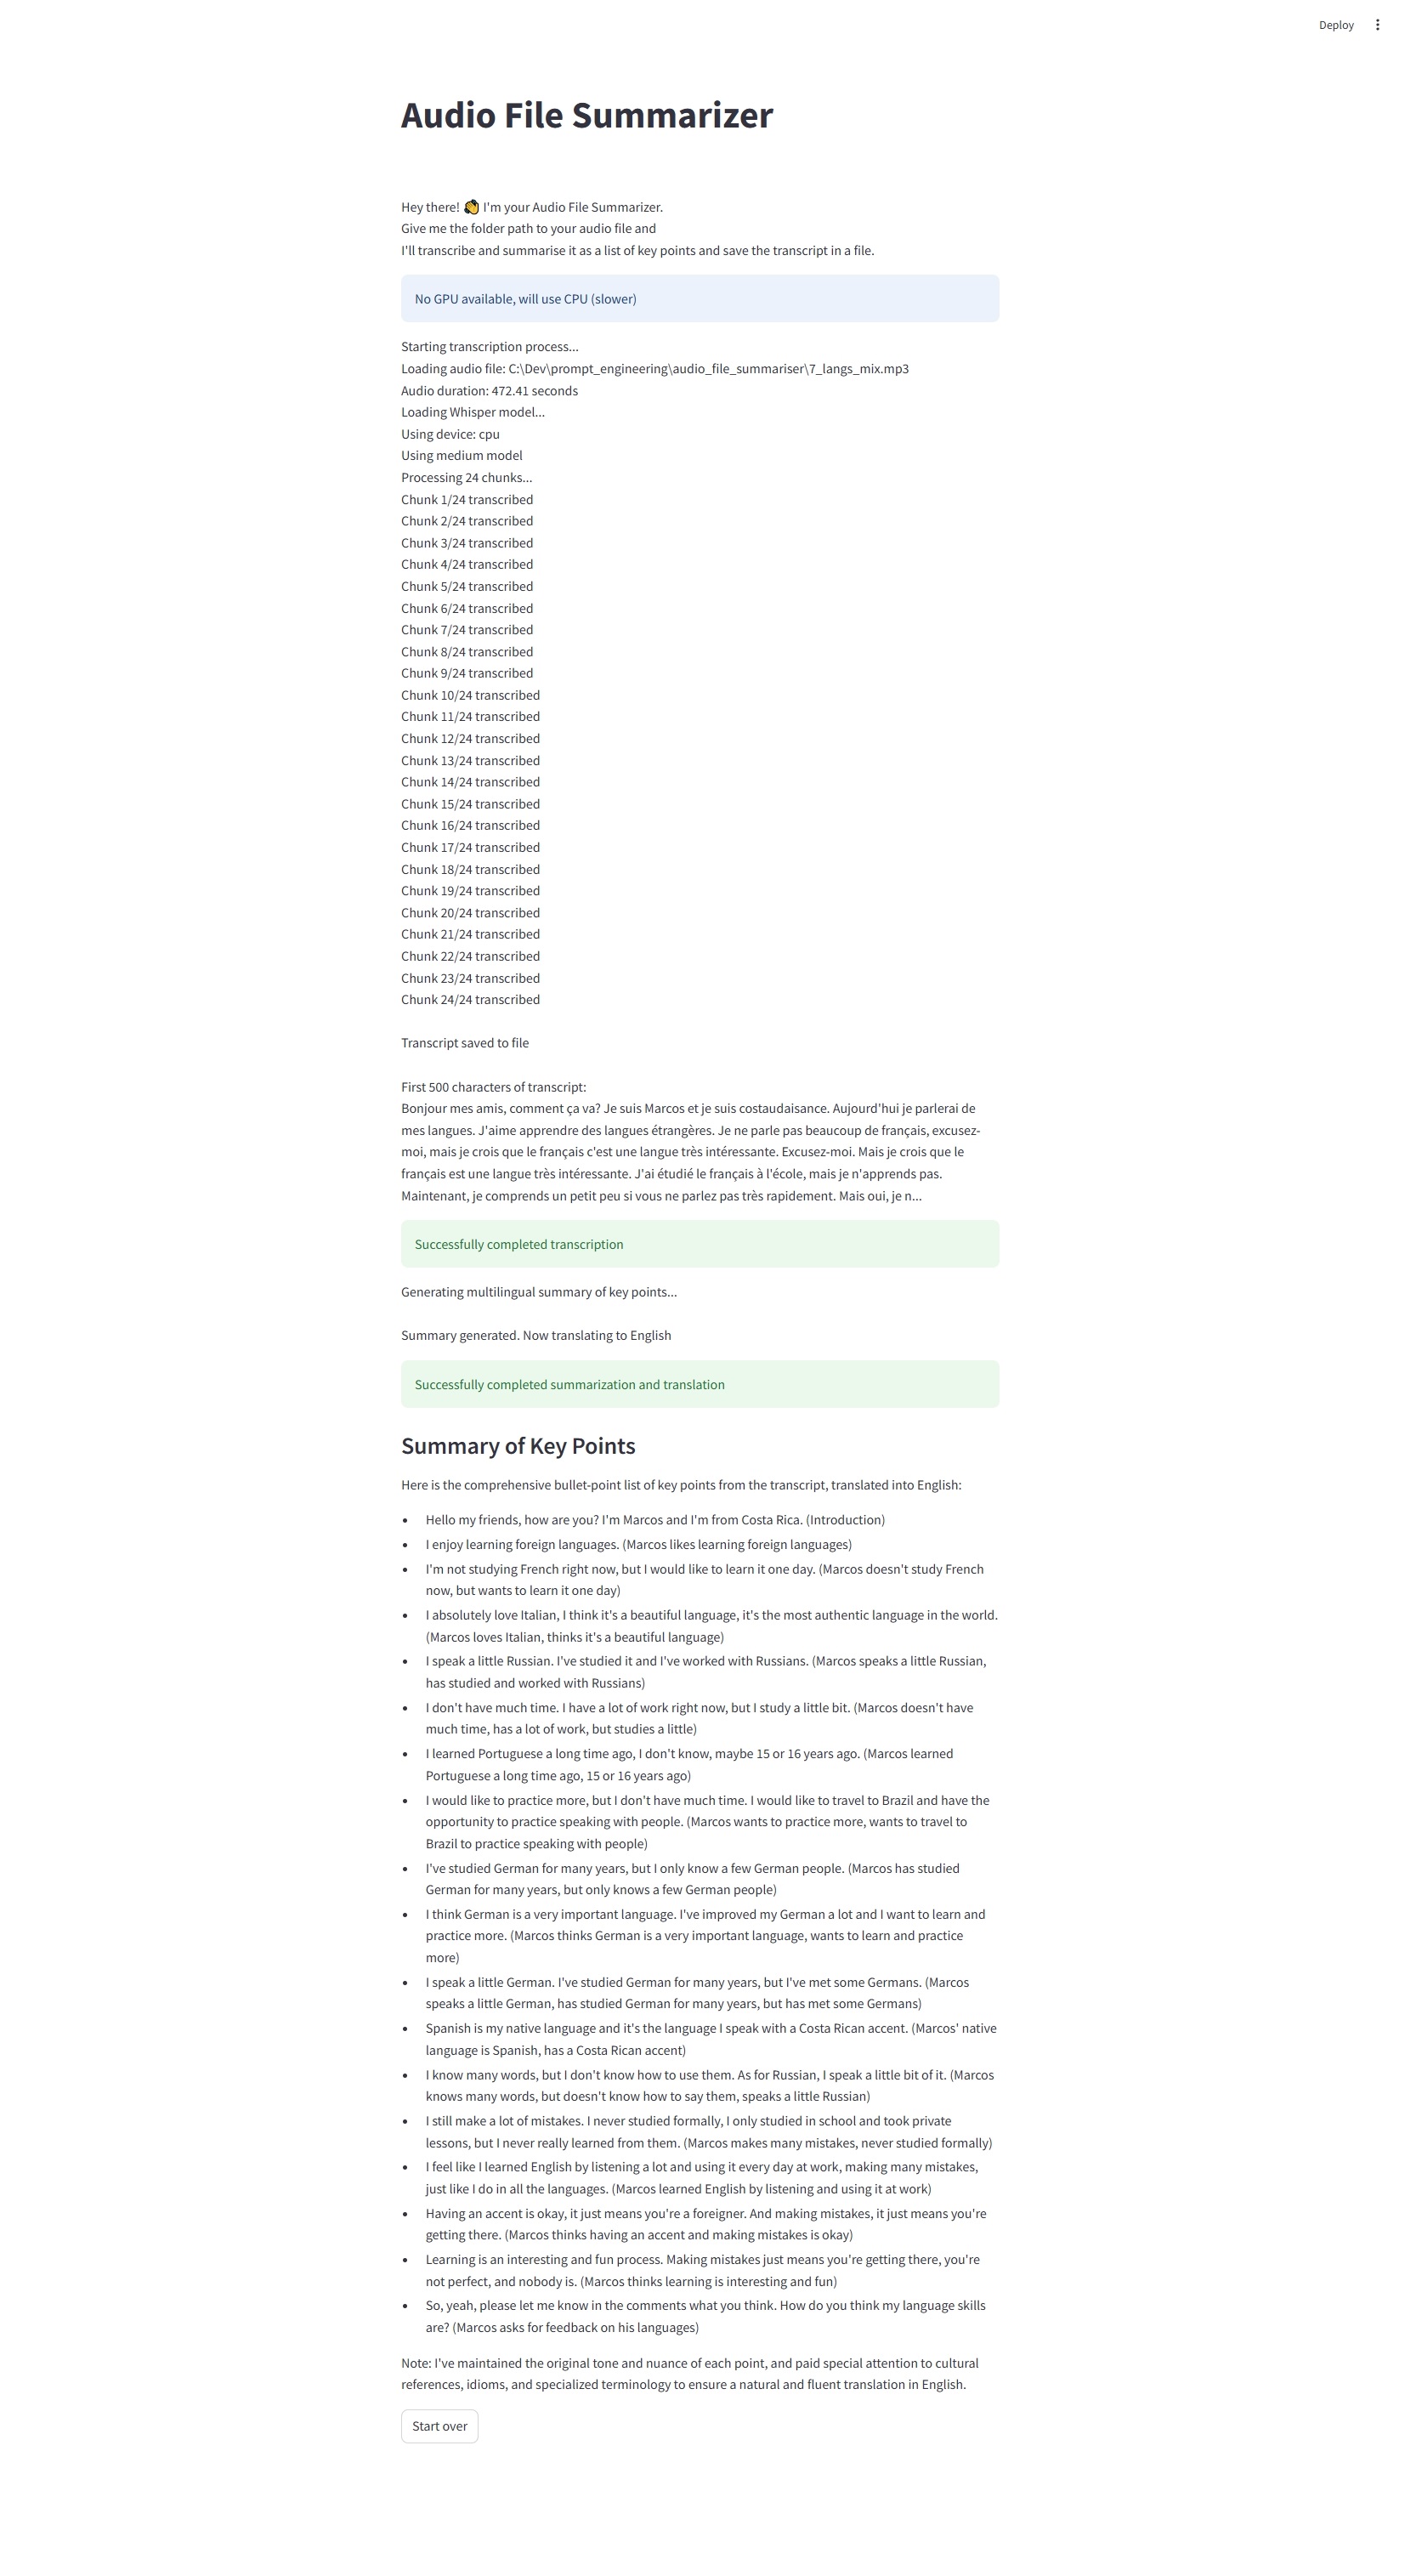 Deploy
Audio File Summarizer
Hey there! 👋 I'm your Audio File Summarizer.
Give me the folder path to your audio file and
I'll transcribe and summarise it as a list of key points and save the transcript in a file.
No GPU available, will use CPU (slower)
Starting transcription process...
Loading audio file: C:\Dev\prompt_engineering\audio_file_summariser\7_langs_mix.mp3
Audio duration: 472.41 seconds
Loading Whisper model...
Using device: cpu
Using medium model
Processing 24 chunks...
Chunk 1/24 transcribed
Chunk 2/24 transcribed
Chunk 3/24 transcribed
Chunk 4/24 transcribed
Chunk 5/24 transcribed
Chunk 6/24 transcribed
Chunk 7/24 transcribed
Chunk 8/24 transcribed
Chunk 9/24 transcribed
Chunk 10/24 transcribed
Chunk 11/24 transcribed
Chunk 12/24 transcribed
Chunk 13/24 transcribed
Chunk 14/24 transcribed
Chunk 15/24 transcribed
Chunk 16/24 transcribed
Chunk 17/24 transcribed
Chunk 18/24 transcribed
Chunk 19/24 transcribed
Chunk 20/24 transcribed
Chunk 21/24 transcribed
Chunk 22/24 transcribed
Chunk 23/24 transcribed
Chunk 24/24 transcribed
Transcript saved to file
First 500 characters of transcript:
Bonjour mes amis, comment ça va? Je suis Marcos et je suis costaudaisance. Aujourd'hui je parlerai de
mes langues. J'aime apprendre des langues étrangères. Je ne parle pas beaucoup de français, excusez-
moi, mais je crois que le français c'est une langue très intéressante. Excusez-moi. Mais je crois que le
français est une langue très intéressante. J'ai étudié le français à l'école, mais je n'apprends pas.
Maintenant, je comprends un petit peu si vous ne parlez pas très rapidement. Mais oui, je n...
Successfully completed transcription
Generating multilingual summary of key points...
Summary generated. Now translating to English
Successfully completed summarization and translation
Summary of Key Points
Here is the comprehensive bullet-point list of key points from the transcript, translated into English:
• Hello my friends, how are you? I'm Marcos and I'm from Costa Rica. (Introduction)
• I enjoy learning foreign languages. (Marcos likes learning foreign languages)
• I'm not studying French right now, but I would like to learn it one day. (Marcos doesn't study French
now, but wants to learn it one day)
• I absolutely love Italian, I think it's a beautiful language, it's the most authentic language in the world.
(Marcos loves Italian, thinks it's a beautiful language)
• I speak a little Russian. I've studied it and I've worked with Russians. (Marcos speaks a little Russian,
has studied and worked with Russians)
• I don't have much time. I have a lot of work right now, but I study a little bit. (Marcos doesn't have
much time, has a lot of work, but studies a little)
• I learned Portuguese a long time ago, I don't know, maybe 15 or 16 years ago. (Marcos learned
Portuguese a long time ago, 15 or 16 years ago)
• I would like to practice more, but I don't have much time. I would like to travel to Brazil and have the
opportunity to practice speaking with people. (Marcos wants to practice more, wants to travel to
Brazil to practice speaking with people)
• I've studied German for many years, but I only know a few German people. (Marcos has studied
German for many years, but only knows a few German people)
• I think German is a very important language. I've improved my German a lot and I want to learn and
practice more. (Marcos thinks German is a very important language, wants to learn and practice
more)
• I speak a little German. I've studied German for many years, but I've met some Germans. (Marcos
speaks a little German, has studied German for many years, but has met some Germans)
• Spanish is my native language and it's the language I speak with a Costa Rican accent. (Marcos' native
language is Spanish, has a Costa Rican accent)
• I know many words, but I don't know how to use them. As for Russian, I speak a little bit of it. (Marcos
knows many words, but doesn't know how to say them, speaks a little Russian)
• I still make a lot of mistakes. I never studied formally, I only studied in school and took private
lessons, but I never really learned from them. (Marcos makes many mistakes, never studied formally)
• I feel like I learned English by listening a lot and using it every day at work, making many mistakes,
just like I do in all the languages. (Marcos learned English by listening and using it at work)
• Having an accent is okay, it just means you're a foreigner. And making mistakes, it just means you're
getting there. (Marcos thinks having an accent and making mistakes is okay)
• Learning is an interesting and fun process. Making mistakes just means you're getting there, you're
not perfect, and nobody is. (Marcos thinks learning is interesting and fun)
• So, yeah, please let me know in the comments what you think. How do you think my language skills
are? (Marcos asks for feedback on his languages)
Note: I've maintained the original tone and nuance of each point, and paid special attention to cultural
references, idioms, and specialized terminology to ensure a natural and fluent translation in English.
Start over